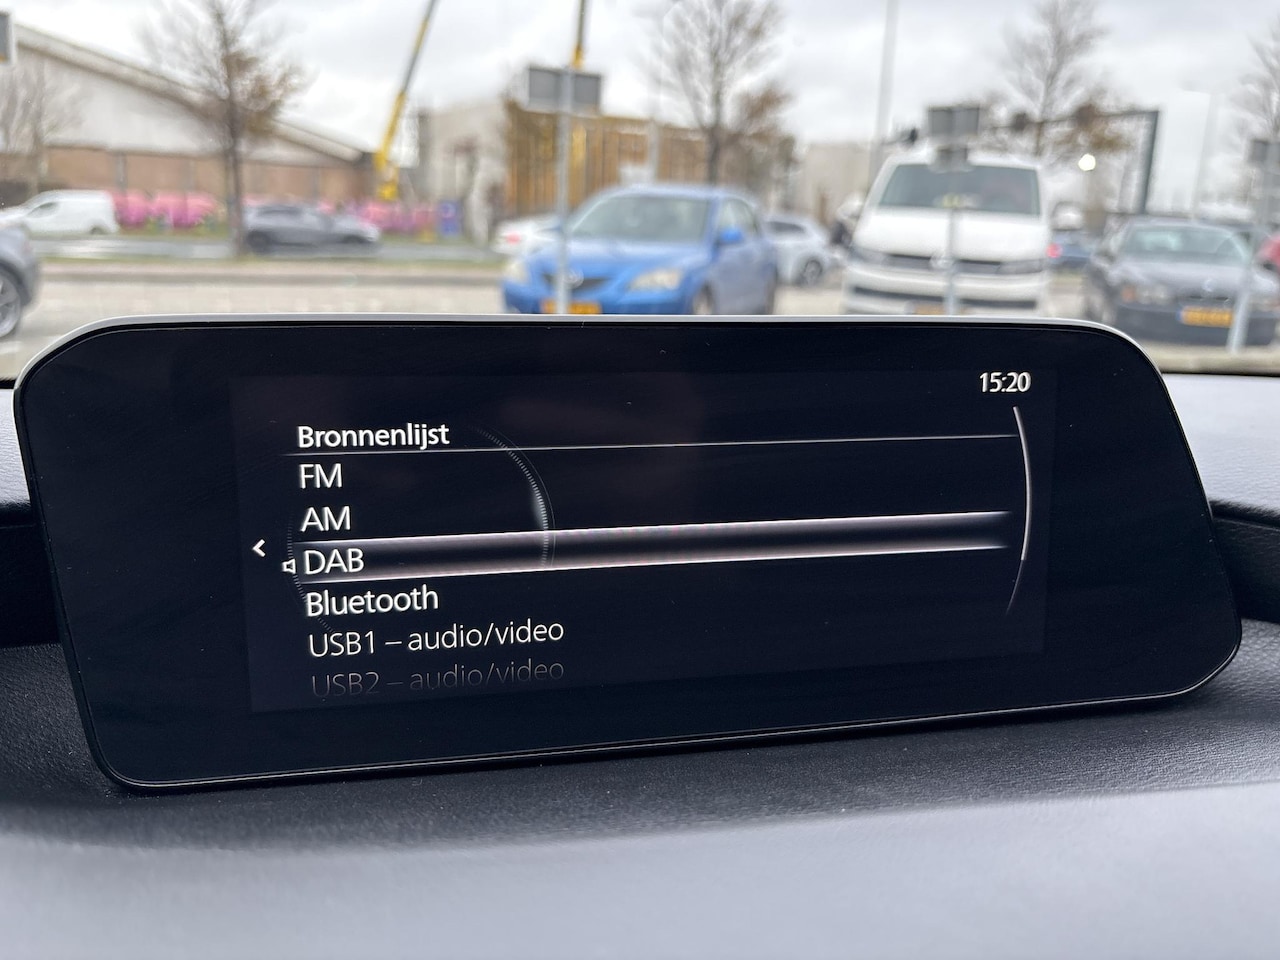 15:20
Bronnenlijst
FM
AM
DAB
Bluetooth
USB1 – audio/video
USB2 – audio/video